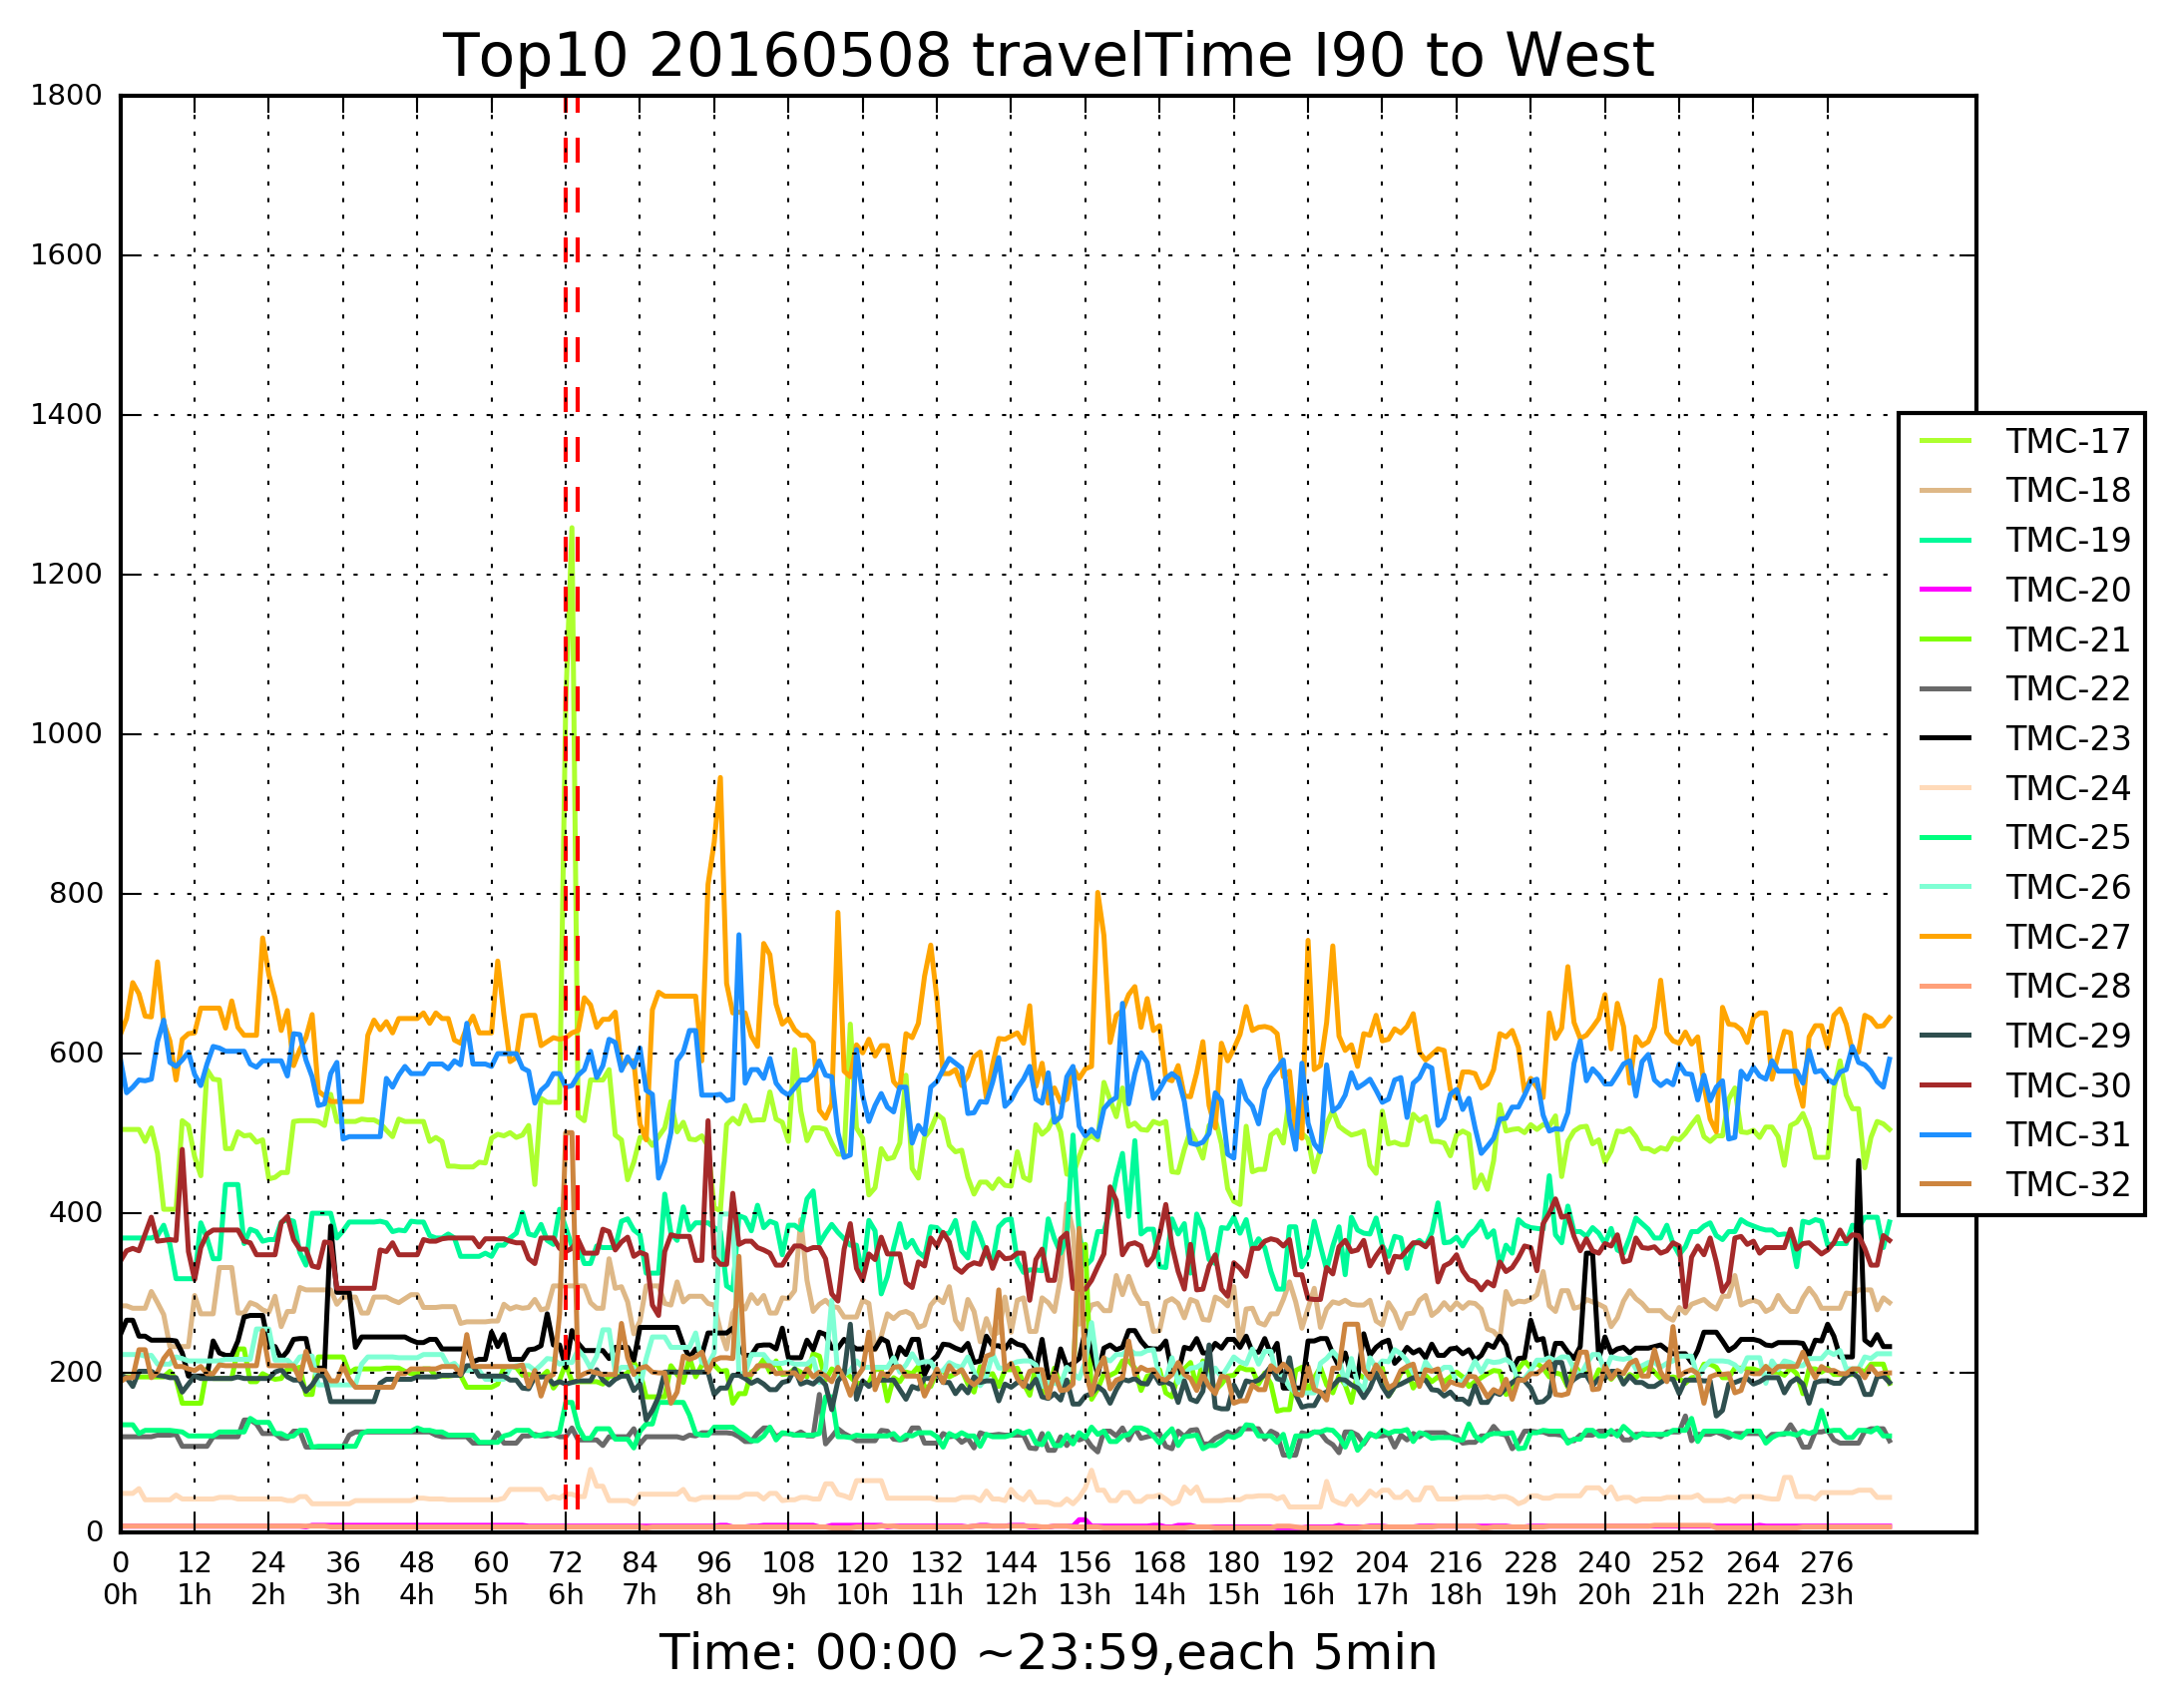 Top10 20160508 travelTime I90 to West
1800
1600
1400
1200
1000
800
600
400
200
0
TMC-17
TMC-18
TMC-19
TMC-20
TMC-21
TMC-22
TMC-23
TMC-24
TMC-25
TMC-26
TMC-27
TMC-28
TMC-29
TMC-30
TMC-31
TMC-32
0 12 24 36 48 60 72 84 96 108 120 132 144 156 168 180 192 204 216 228 240 252 264 276
0h 1h 2h 3h 4h 5h 6h 7h 8h 9h 10h 11h 12h 13h 14h 15h 16h 17h 18h 19h 20h 21h 22h 23h
Time: 00:00 ~23:59,each 5min